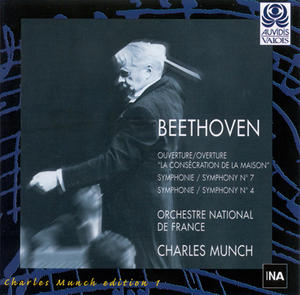 AUVIDIS
VALOIS
BEETHOVEN
OUVERTURE/OVERTURE
"LA CONSÉCRATION DE LA MAISON"
SYMPHONIE / SYMPHONY N° 7
SYMPHONIE / SYMPHONY N° 4
ORCHESTRE NATIONAL
DE FRANCE
CHARLES MUNCH
Charles Munch edition 1
INA